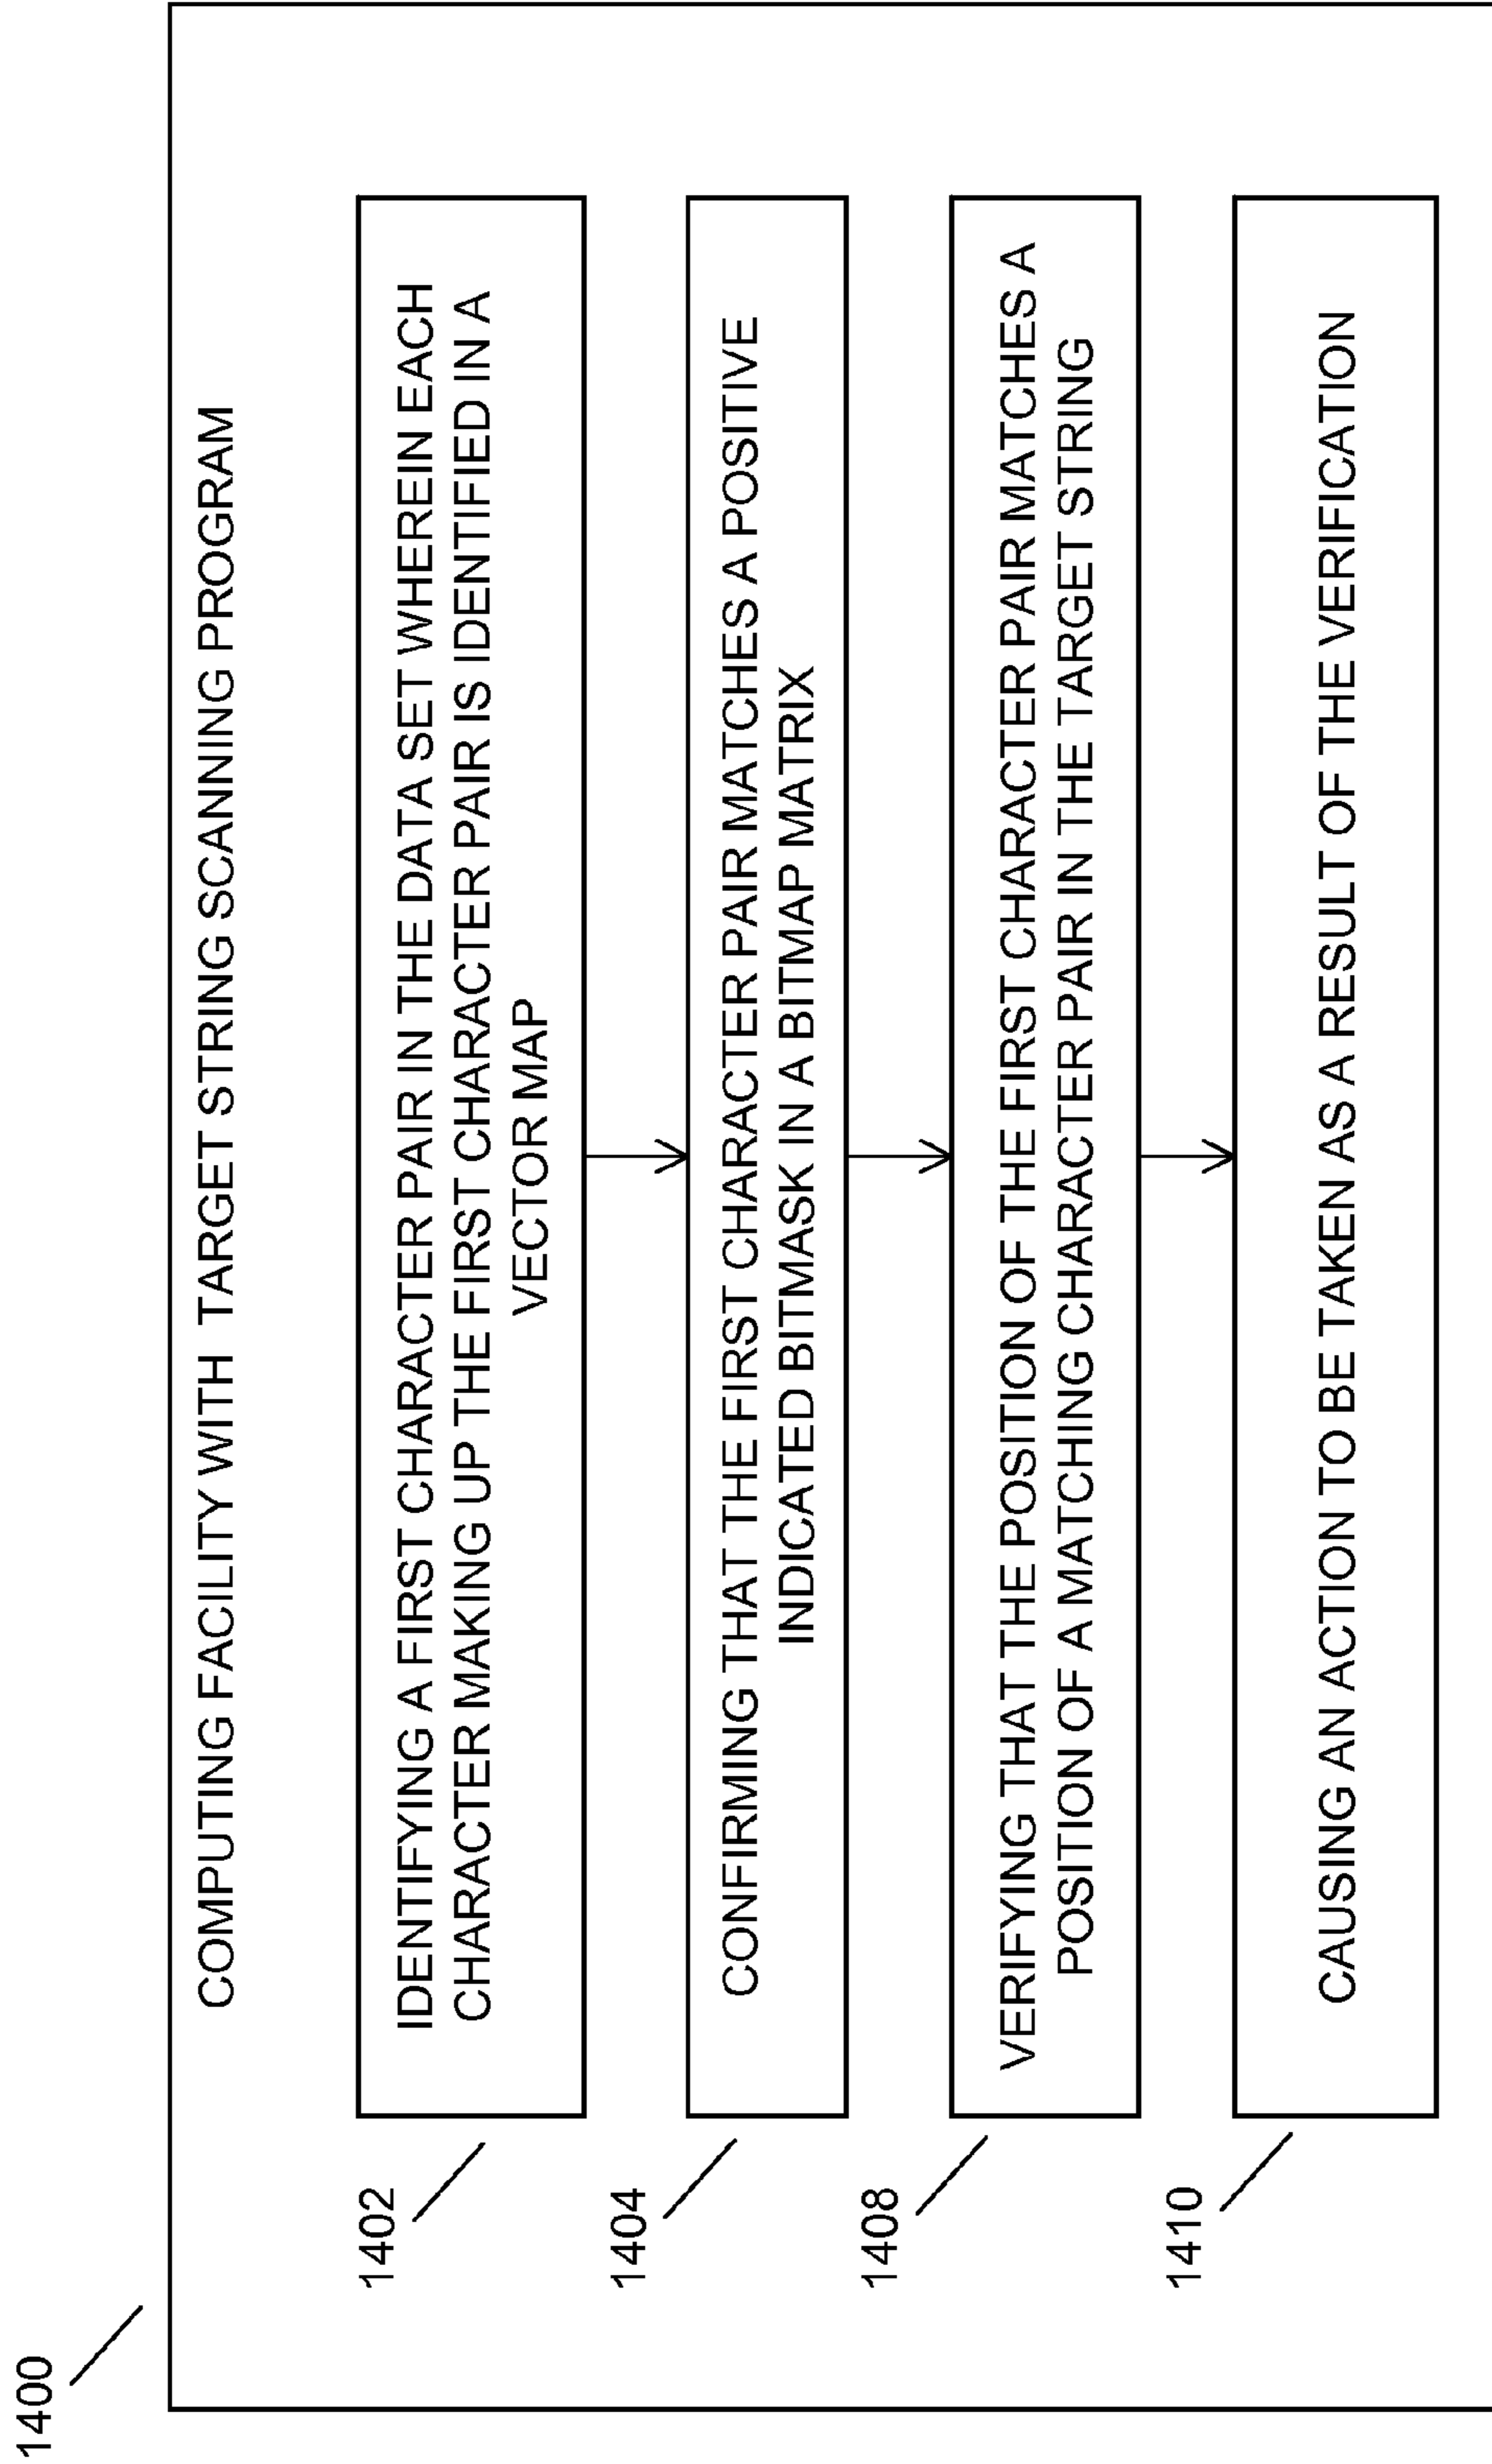 1400
COMPUTING FACILITY WITH TARGET STRING SCANNING PROGRAM
1402
IDENTIFYING A FIRST CHARACTER PAIR IN THE DATA SET WHEREIN EACH
CHARACTER MAKING UP THE FIRST CHARACTER PAIR IS IDENTIFIED IN A
VECTOR MAP
1404
CONFIRMING THAT THE FIRST CHARACTER PAIR MATCHES A POSITIVE
INDICATED BITMASK IN A BITMAP MATRIX
1408
VERIFYING THAT THE POSITION OF THE FIRST CHARACTER PAIR MATCHES A
POSITION OF A MATCHING CHARACTER PAIR IN THE TARGET STRING
1410
CAUSING AN ACTION TO BE TAKEN AS A RESULT OF THE VERIFICATION